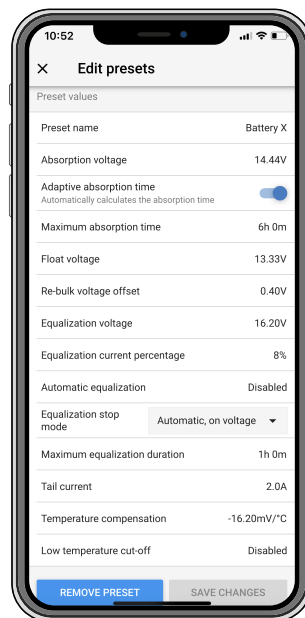 10:52
Edit presets
Preset values
Preset name Battery X
Absorption voltage 14.44V
Adaptive absorption time
Automatically calculates the absorption time
Maximum absorption time 6h 0m
Float voltage 13.33V
Re-bulk voltage offset 0.40V
Equalization voltage 16.20V
Equalization current percentage 8%
Automatic equalization Disabled
Equalization stop
mode Automatic, on voltage
Maximum equalization duration 1h 0m
Tail current 2.0A
Temperature compensation -16.20mV/°C
Low temperature cut-off Disabled
REMOVE PRESET SAVE CHANGES